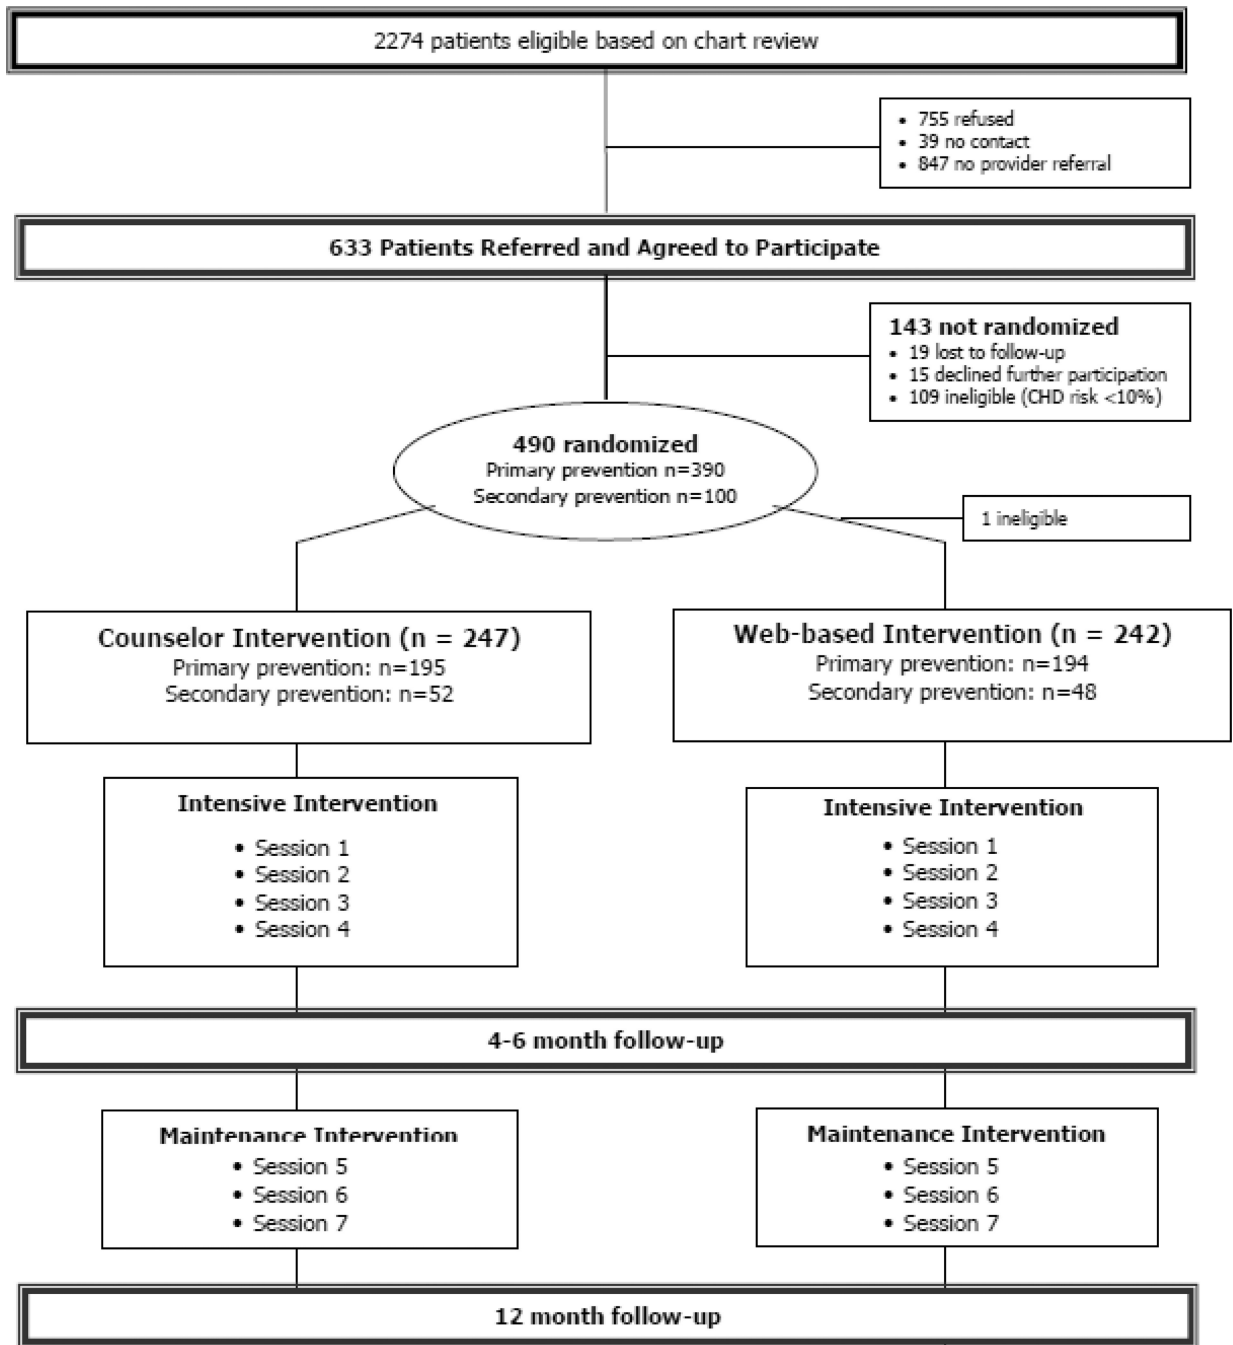 2274 patients eligible based on chart review
• 755 refused
• 39 no contact
• 847 no provider referral
633 Patients Referred and Agreed to Participate
143 not randomized
• 19 lost to follow-up
• 15 declined further participation
• 109 ineligible (CHD risk <10%)
490 randomized
Primary prevention n=390
Secondary prevention n=100
1 ineligible
Counselor Intervention (n = 247)
Primary prevention: n=195
Secondary prevention: n=52
Web-based Intervention (n = 242)
Primary prevention: n=194
Secondary prevention: n=48
Intensive Intervention
• Session 1
• Session 2
• Session 3
• Session 4
Intensive Intervention
• Session 1
• Session 2
• Session 3
• Session 4
4-6 month follow-up
Maintenance Intervention
• Session 5
• Session 6
• Session 7
Maintenance Intervention
• Session 5
• Session 6
• Session 7
12 month follow-up